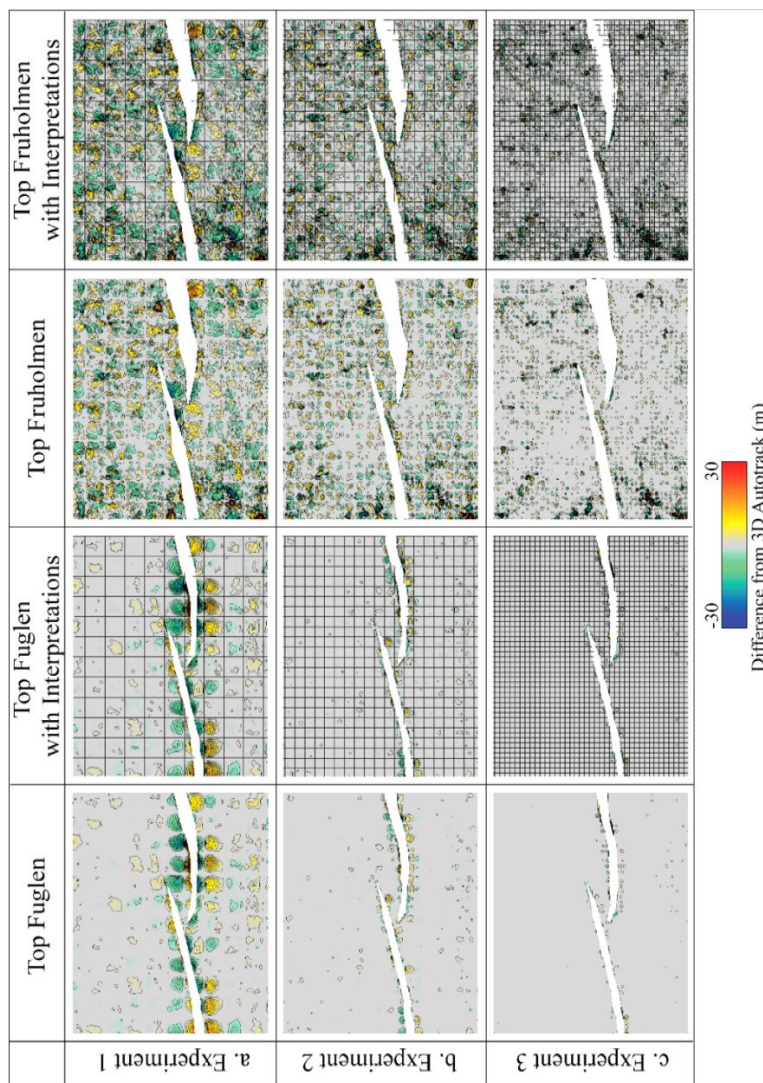 Top Fuglen
Top Fuglen
with Interpretations
Top Fruholmen
Top Fruholmen
with Interpretations
a. Experiment 1
b. Experiment 2
c. Experiment 3
-30
30
Difference from 3D Autotrack (m)